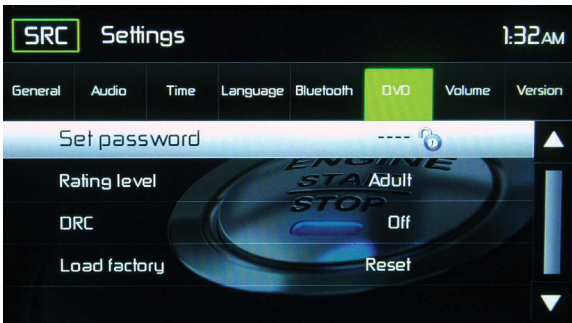 SRC Settings 1:32AM
General Audio Time Language Bluetooth DVD Volume Version
Set password ----
Rating level Adult
DRC Off
Load factory Reset
ENGINE
START
STOP